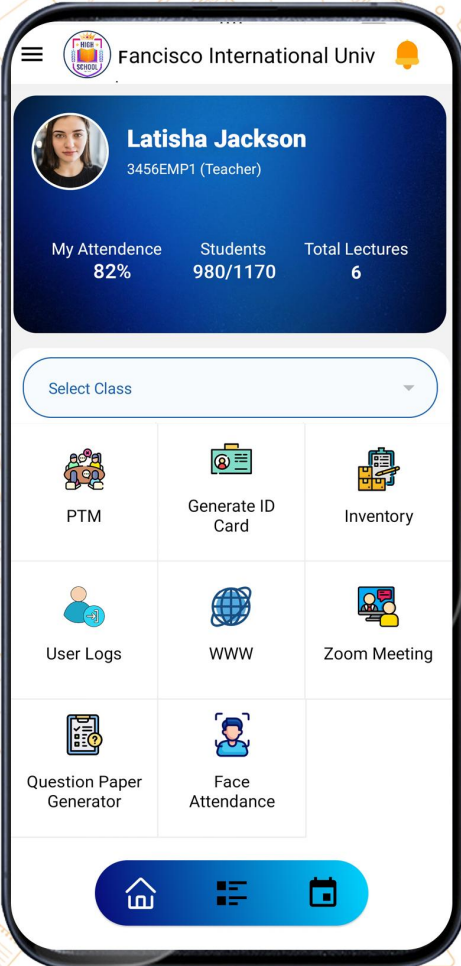 HIGH
SCHOOL
Fancisco International Univ
Latisha Jackson
3456EMP1 (Teacher)
My Attendence
Students
Total Lectures
82%
980/1170
6
Select Class
PTM
Generate ID
Card
Inventory
User Logs
WWW
Zoom Meeting
Question Paper
Generator
Face
Attendance